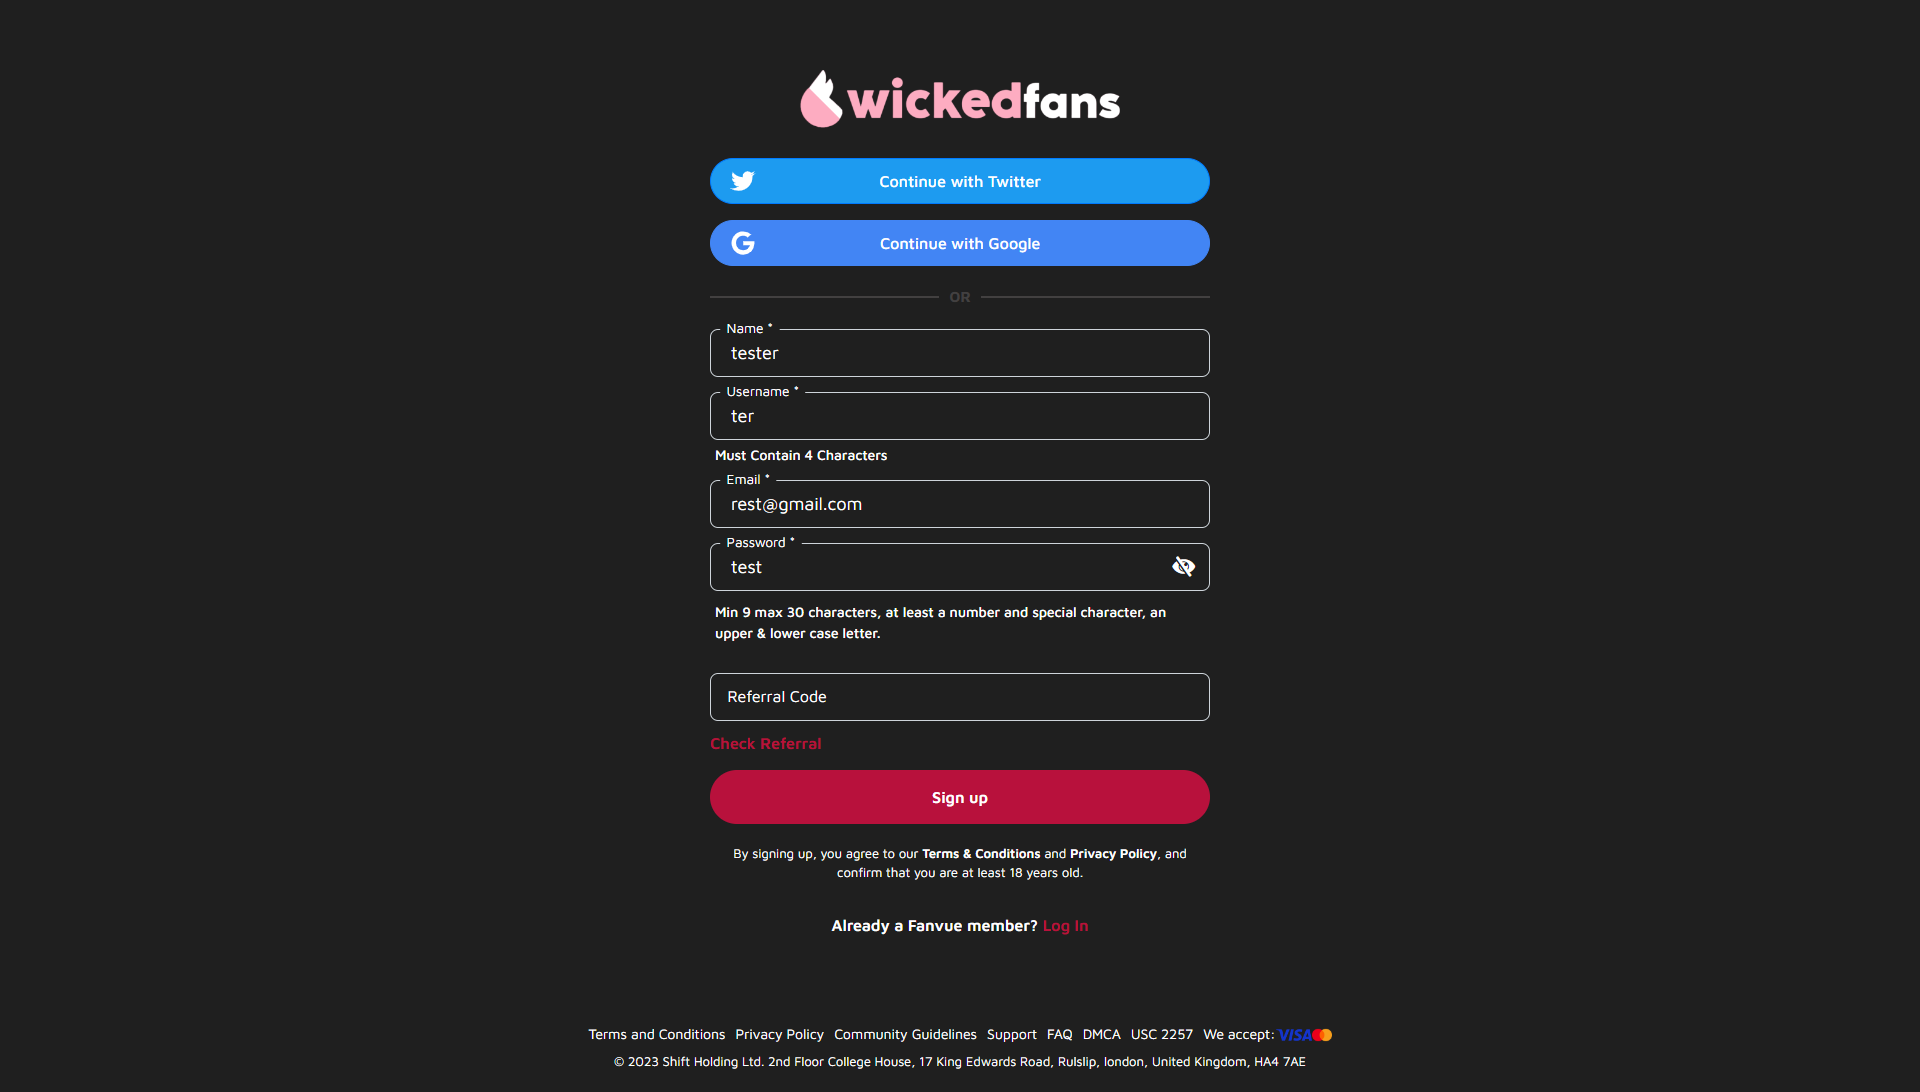 wickedfans
Continue with Twitter
Continue with Google
OR
Name *
tester
Username *
ter
Must Contain 4 Characters
Email *
rest@gmail.com
Password *
test
Min 9 max 30 characters, at least a number and special character, an
upper & lower case letter.
Referral Code
Check Referral
Sign up
By signing up, you agree to our Terms & Conditions and Privacy Policy, and
confirm that you are at least 18 years old.
Already a Fanvue member? Log In
Terms and Conditions Privacy Policy Community Guidelines Support FAQ DMCA USC 2257 We accept: VISA
© 2023 Shift Holding Ltd. 2nd Floor College House, 17 King Edwards Road, Rulslip, london, United Kingdom, HA4 7AE